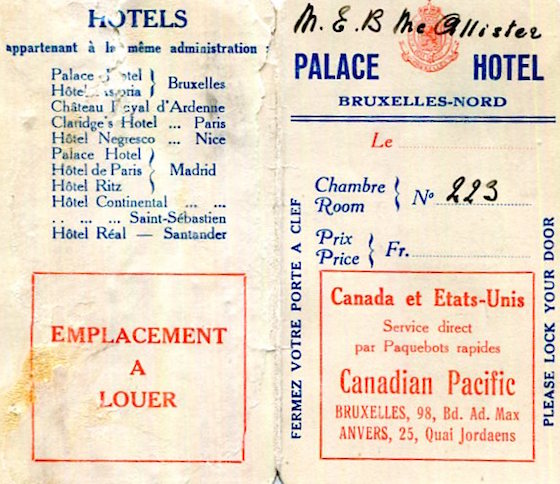 HOTELS
appartenant à la même administration :
Palace Hotel
Hôtel Astoria
Bruxelles
Château Royal d'Ardenne
Claridge's Hotel ... Paris
Hôtel Negresco ... Nice
Palace Hotel
Hôtel de Paris
Hôtel Ritz
Madrid
Hôtel Continental ... ...
.. ... ... Saint-Sébastien
Hôtel Réal — Santander
EMPLACEMENT
A
LOUER
M. E. B McAllister
PALACE HOTEL
BRUXELLES-NORD
Le
Chambre
Room
No 223
Prix
Price
Fr.
FERMEZ VOTRE PORTE A CLEF
Canada et Etats-Unis
Service direct
par Paquebots rapides
Canadian Pacific
BRUXELLES, 98, Bd. Ad. Max
ANVERS, 25, Quai Jordaens
PLEASE LOCK YOUR DOOR